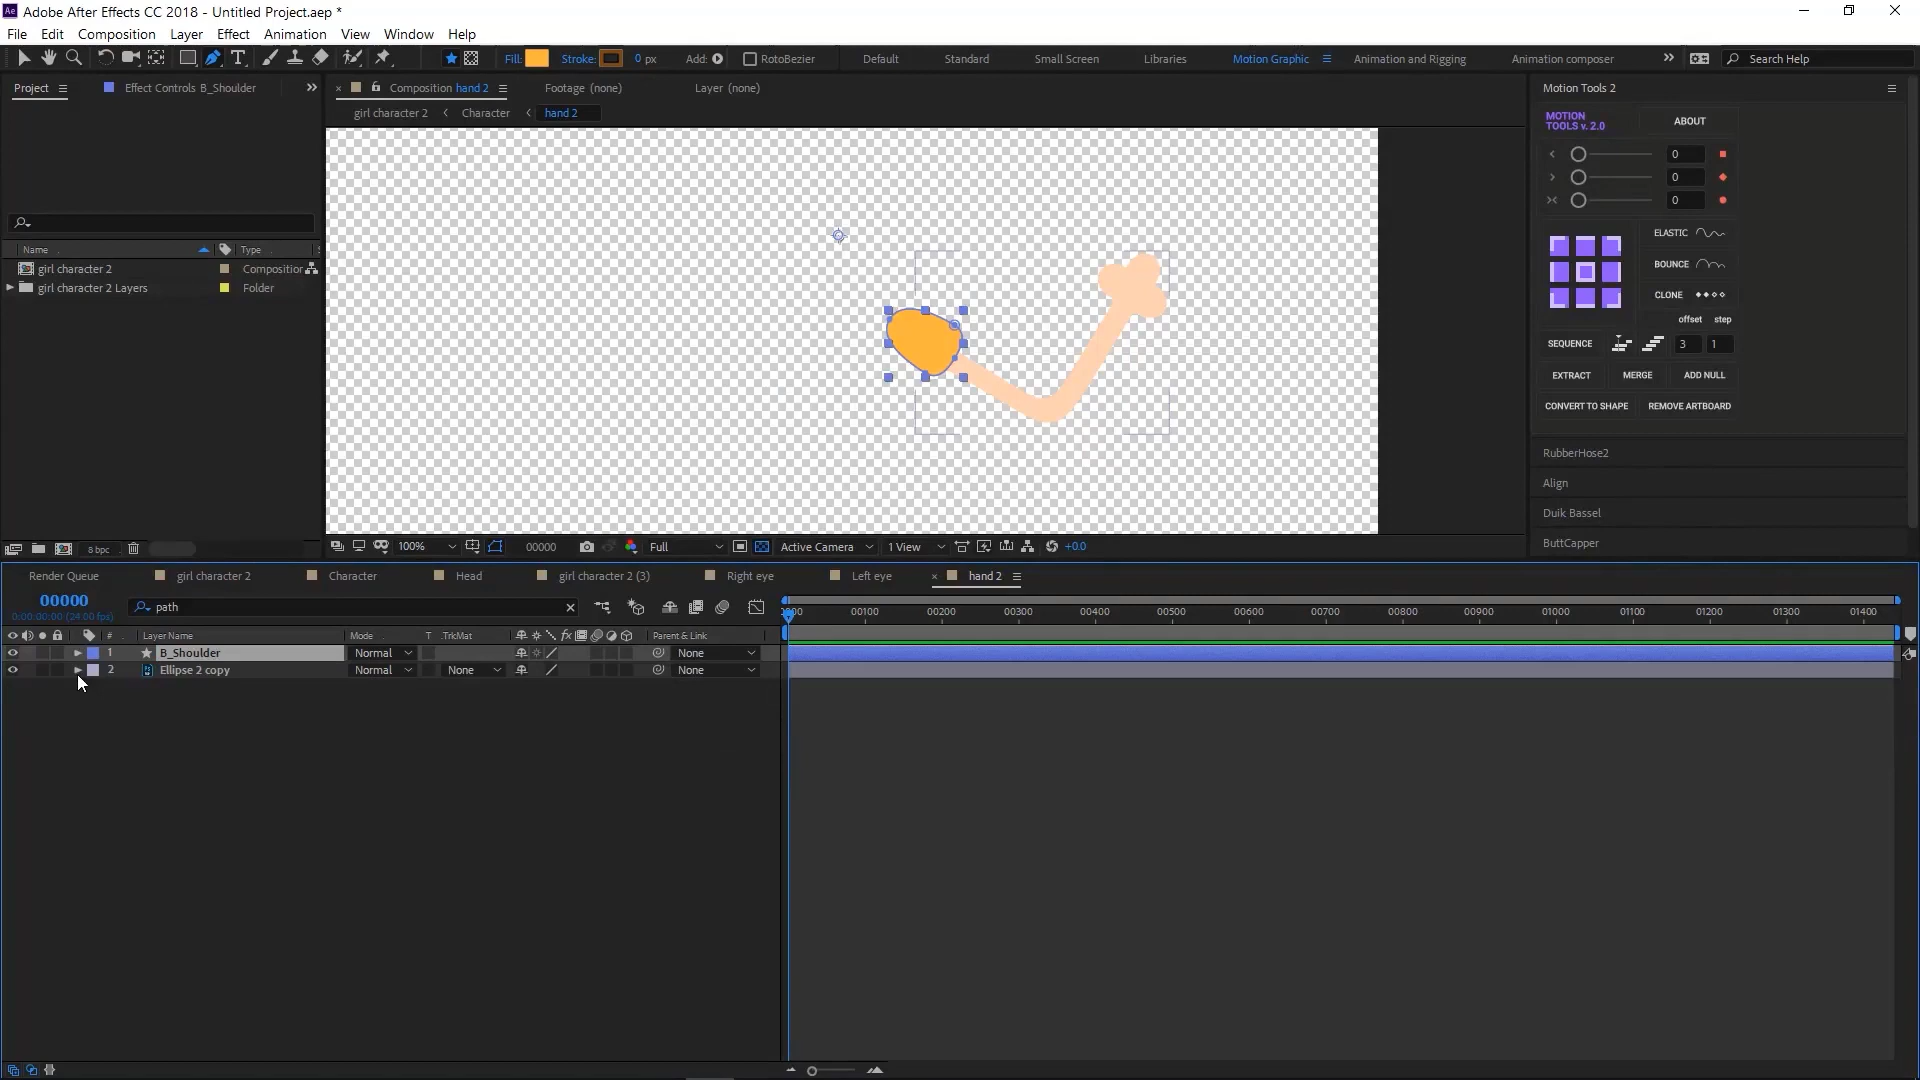 Ae Adobe After Effects CC 2018 - Untitled Project.aep *
File Edit Composition Layer Effect Animation View Window Help
Fill: Stroke: 0 px Add: RotoBezier Default Standard Small Screen Libraries Motion Graphic Animation and Rigging Animation composer Search Help
Project Effect Controls B_Shoulder
Composition hand 2 Footage (none) Layer (none)
girl character 2 Character hand 2
Name Type
girl character 2 Composition
girl character 2 Layers Folder
8 bpc
100% 00000 Full Active Camera 1 View +0.0
Motion Tools 2
MOTION
TOOLS v. 2.0 ABOUT
0
0
0
ELASTIC
BOUNCE
CLONE
offset step
SEQUENCE 3 1
EXTRACT MERGE ADD NULL
CONVERT TO SHAPE REMOVE ARTBOARD
RubberHose2
Align
Duik Bassel
ButtCapper
Render Queue girl character 2 Character Head girl character 2 (3) Right eye Left eye hand 2
00000
0:00:00:00 (24.00 fps)
path
00100 00200 00300 00400 00500 00600 00700 00800 00900 01000 01100 01200 01300 01400
# Layer Name Mode T TrkMat fx Parent & Link
1 B_Shoulder Normal None
2 Ellipse 2 copy Normal None None